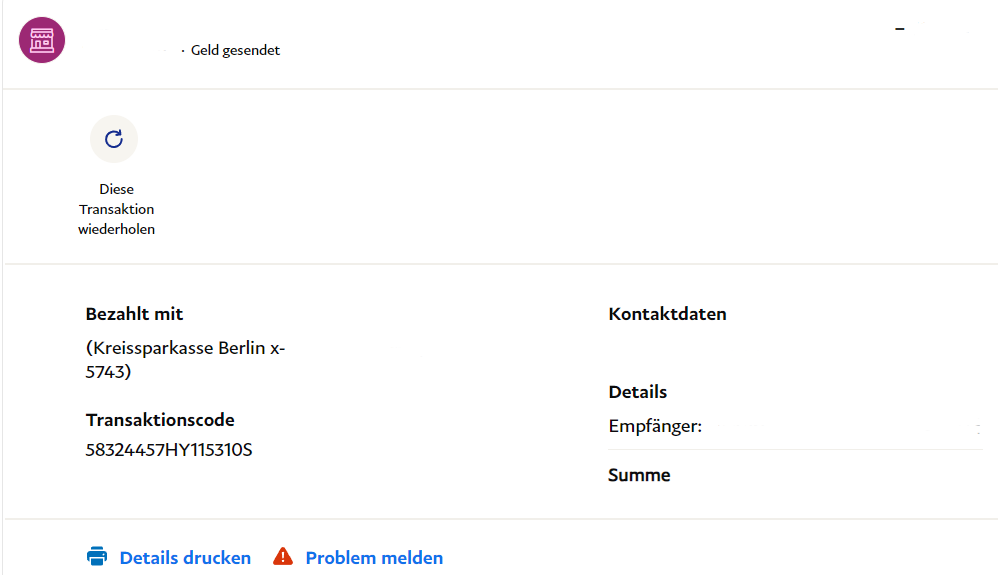 · Geld gesendet
–
Diese
Transaktion
wiederholen
Bezahlt mit
(Kreissparkasse Berlin x-
5743)
Transaktionscode
58324457HY115310S
Kontaktdaten
Details
Empfänger:
Summe
Details drucken
Problem melden